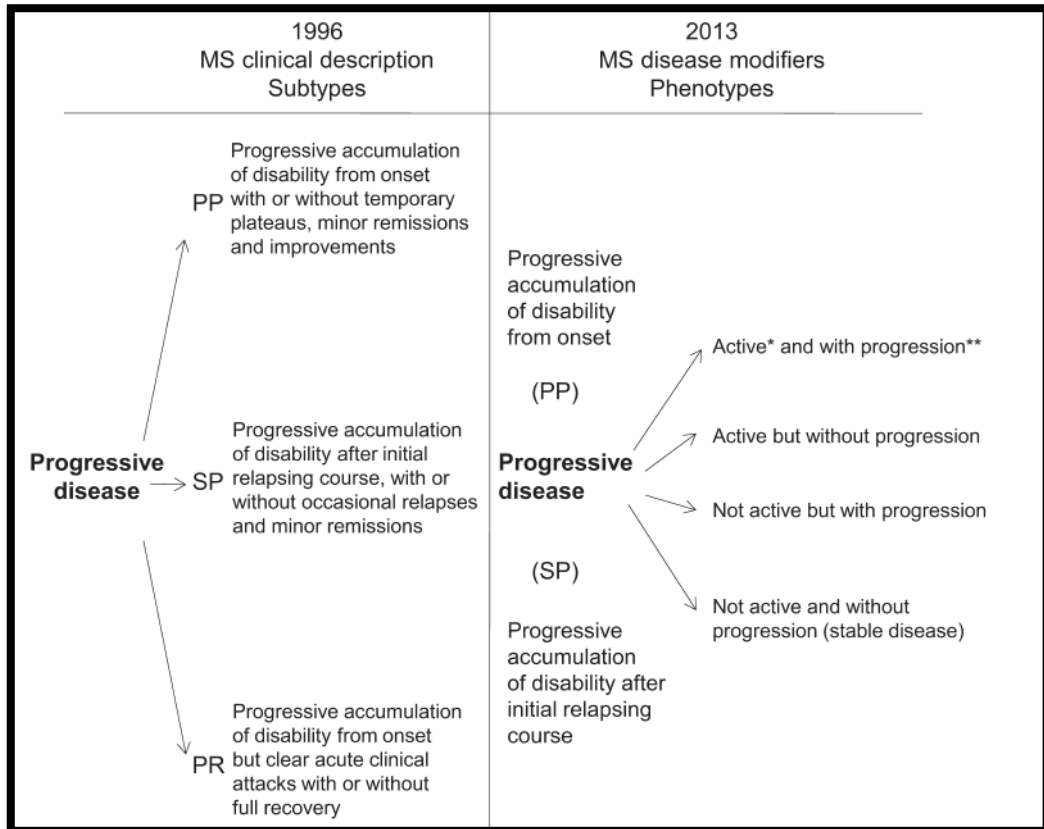 1996
MS clinical description
Subtypes
2013
MS disease modifiers
Phenotypes
Progressive disease
PP
Progressive accumulation
of disability from onset
with or without temporary
plateaus, minor remissions
and improvements
SP
Progressive accumulation
of disability after initial
relapsing course, with or
without occasional relapses
and minor remissions
PR
Progressive accumulation
of disability from onset
but clear acute clinical
attacks with or without
full recovery
Progressive
accumulation
of disability
from onset
(PP)
Progressive
disease
(SP)
Progressive
accumulation
of disability after
initial relapsing
course
Active* and with progression**
Active but without progression
Not active but with progression
Not active and without
progression (stable disease)